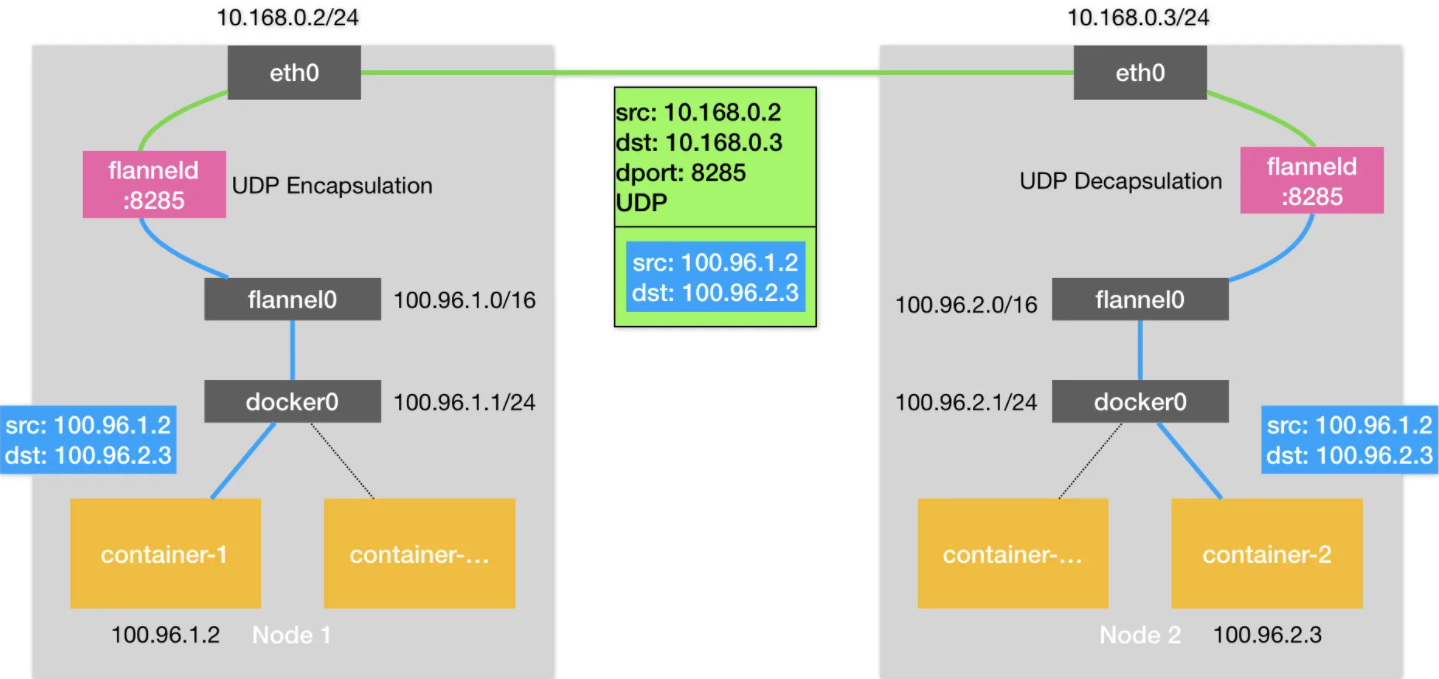 10.168.0.2/24
10.168.0.3/24
eth0
eth0
src: 10.168.0.2
dst: 10.168.0.3
dport: 8285
UDP
src: 100.96.1.2
dst: 100.96.2.3
flanneld
:8285
UDP Encapsulation
UDP Decapsulation
flanneld
:8285
flannel0
100.96.1.0/16
100.96.2.0/16
flannel0
docker0
100.96.1.1/24
100.96.2.1/24
docker0
src: 100.96.1.2
dst: 100.96.2.3
src: 100.96.1.2
dst: 100.96.2.3
container-1
container-...
container-...
container-2
100.96.1.2
Node 1
Node 2
100.96.2.3